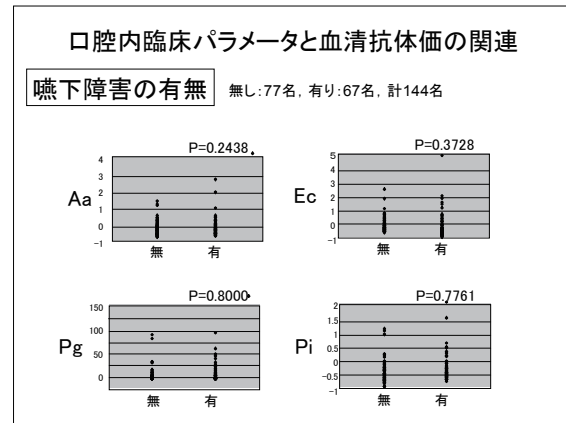 口腔内臨床パラメータと血清抗体価の関連
嚥下障害の有無 無し:77名, 有り:67名, 計144名
P=0.2438
Aa
4
3
2
1
0
−1
無 有
P=0.3728
Ec
5
4
3
2
1
0
−1
無 有
P=0.8000
Pg
150
100
50
0
無 有
P=0.7761
Pi
2
1.5
1
0.5
0
−0.5
−1
無 有